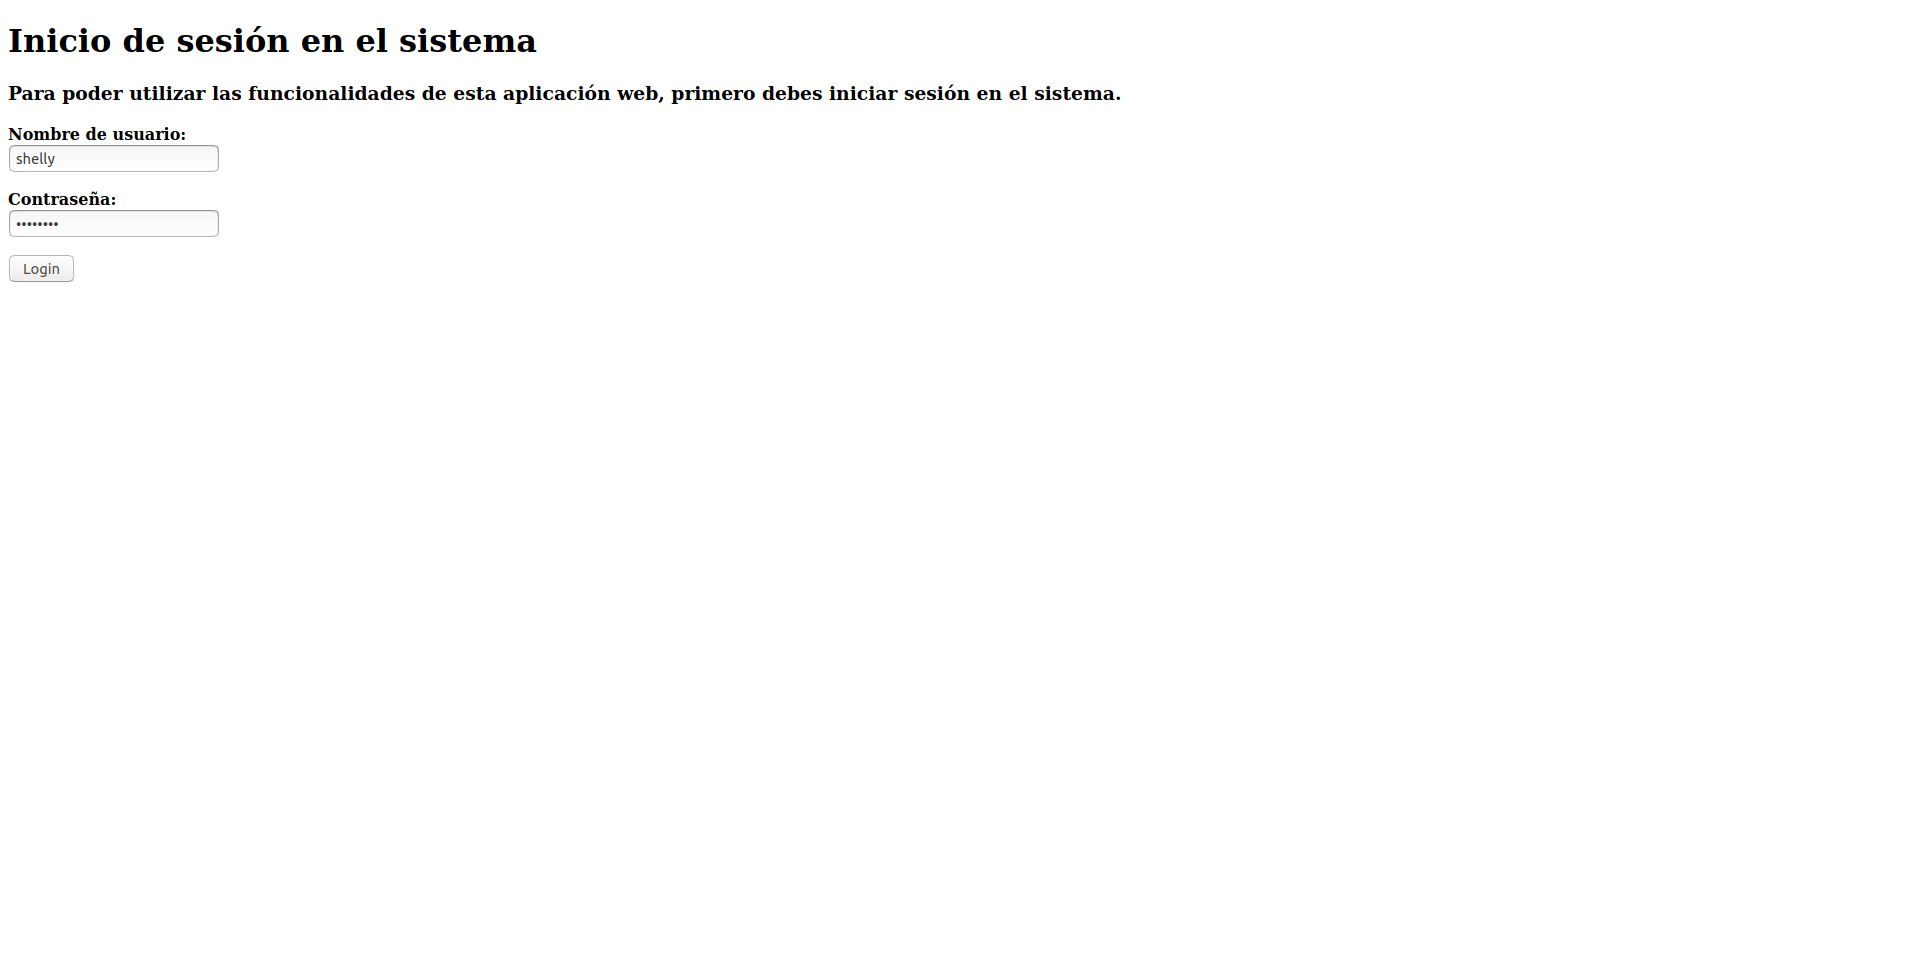 Inicio de sesión en el sistema
Para poder utilizar las funcionalidades de esta aplicación web, primero debes iniciar sesión en el sistema.
Nombre de usuario:
shelly
Contraseña:
••••••••
Login